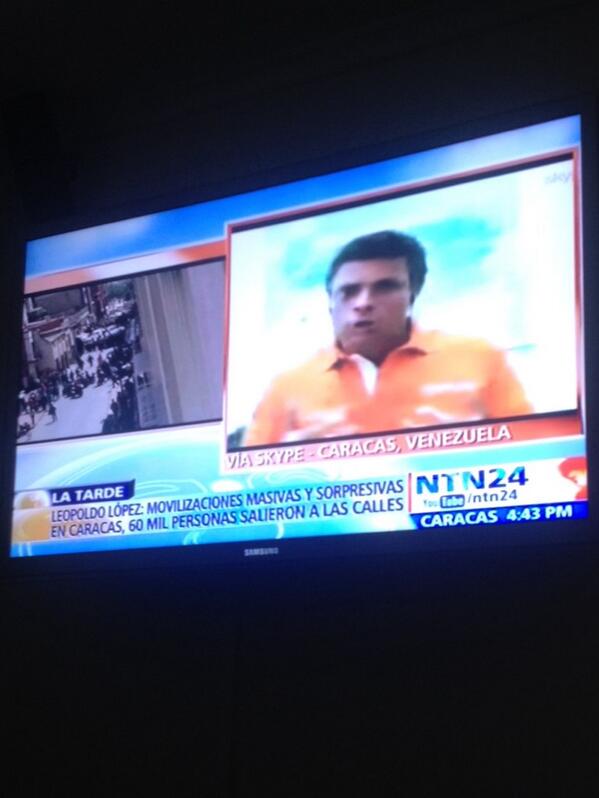 sky
VÍA SKYPE - CARACAS, VENEZUELA
LA TARDE
LEOPOLDO LÓPEZ: MOVILIZACIONES MASIVAS Y SORPRESIVAS
EN CARACAS, 60 MIL PERSONAS SALIERON A LAS CALLES
NTN24
YouTube/ntn24
CARACAS 4:43 PM
SAMSUNG